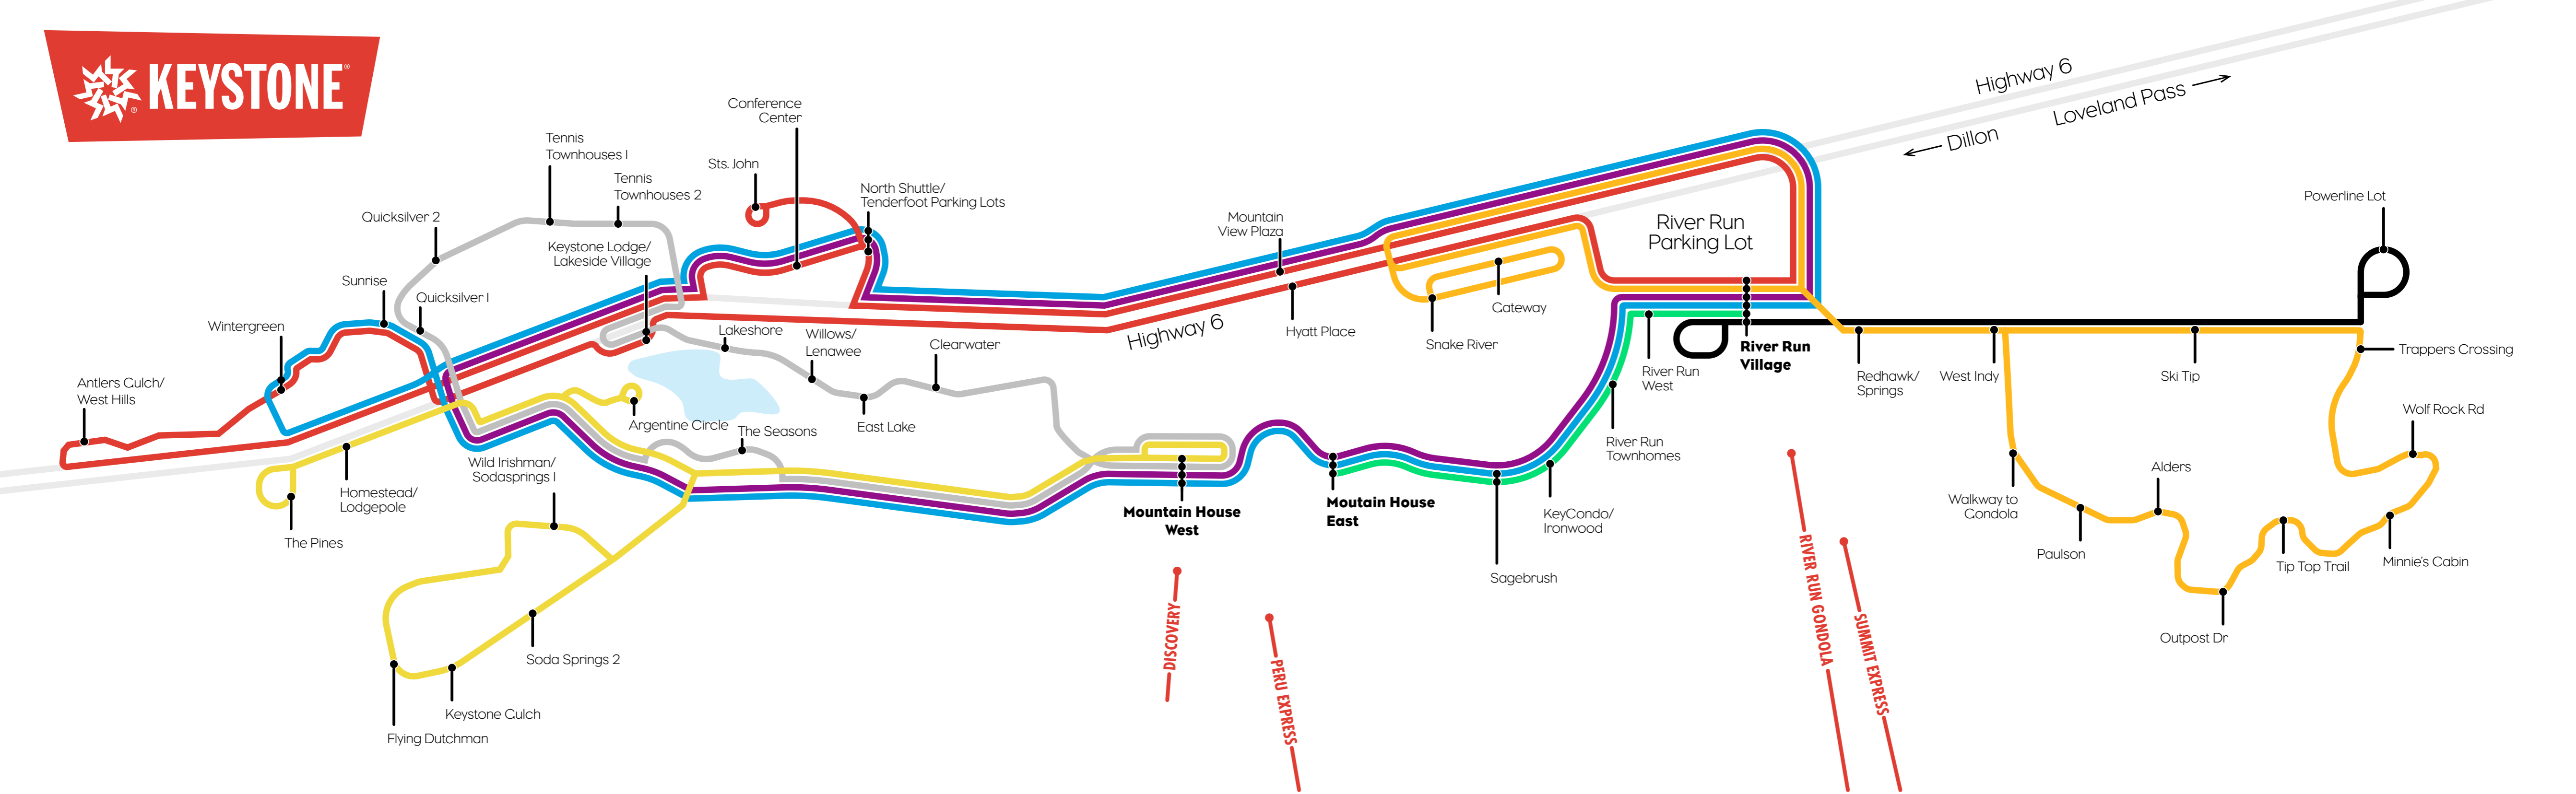 KEYSTONE
®
®
Highway 6
Loveland Pass
Dillon
Conference
Center
Tennis
Townhouses 1
Sts. John
Tennis
Townhouses 2
North Shuttle/
Tenderfoot Parking Lots
Quicksilver 2
Keystone Lodge/
Lakeside Village
Mountain
View Plaza
River Run
Parking Lot
Powerline Lot
Sunrise
Quicksilver 1
Wintergreen
Lakeshore
Willows/
Lenawee
Clearwater
Highway 6
Hyatt Place
Gateway
Snake River
River Run
Village
River Run
West
Redhawk/
Springs
West Indy
Ski Tip
Trappers Crossing
Antlers Gulch/
West Hills
Argentine Circle
The Seasons
East Lake
Wolf Rock Rd
River Run
Townhomes
Wild Irishman/
Sodasprings 1
Alders
Homestead/
Lodgepole
The Pines
Mountain House
West
Moutain House
East
KeyCondo/
Ironwood
Walkway to
Gondola
Paulson
Tip Top Trail
Minnie's Cabin
Sagebrush
Outpost Dr
Soda Springs 2
Keystone Gulch
Flying Dutchman
DISCOVERY
PERU EXPRESS
RIVER RUN GONDOLA
SUMMIT EXPRESS